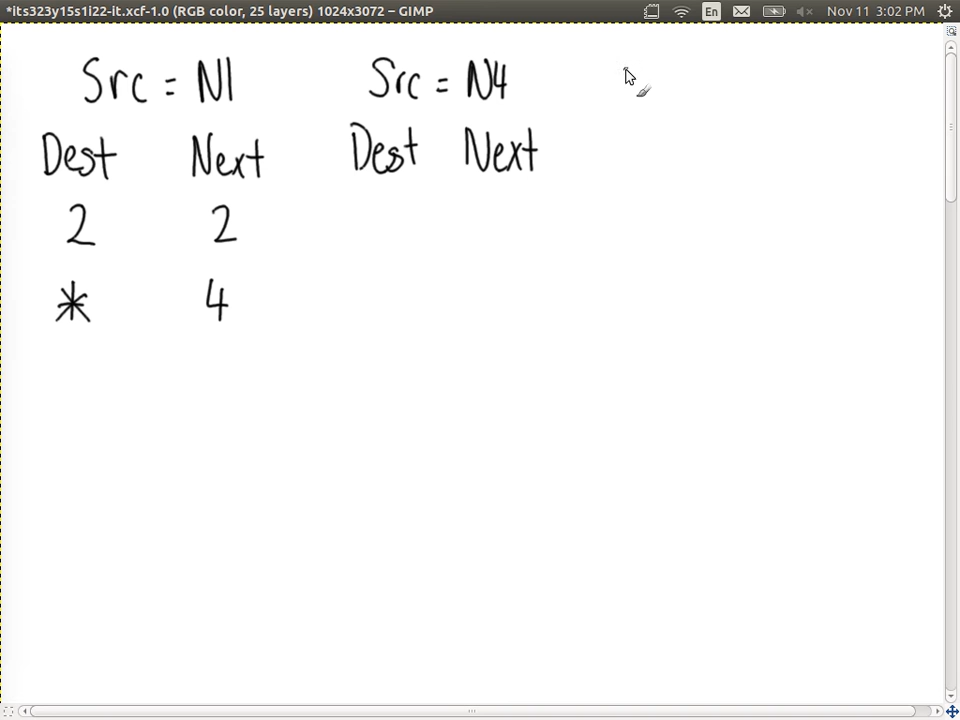 *its323y15s1i22-it.xcf-1.0 (RGB color, 25 layers) 1024x3072 – GIMP En Nov 11 3:02 PM
Src = N1 Src = N4
Dest Next Dest Next
2 2
* 4